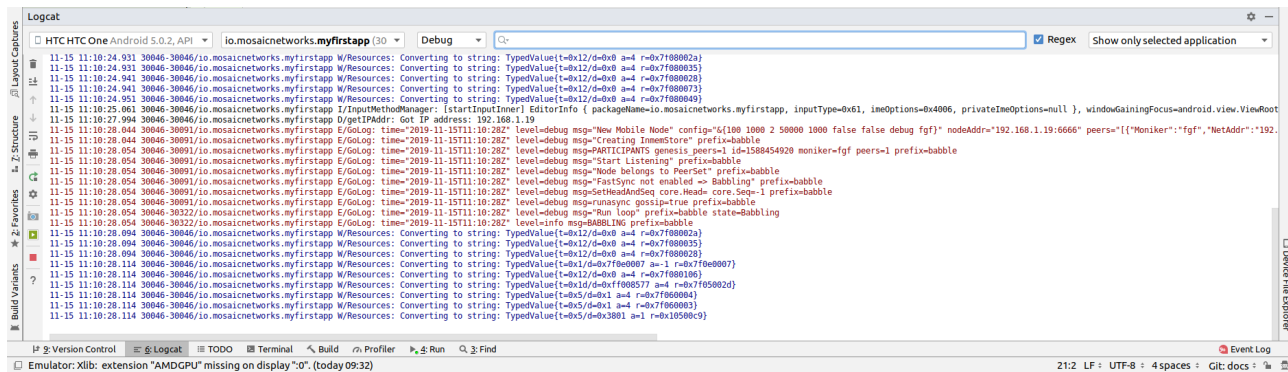 Logcat
HTC HTC One Android 5.0.2, API
io.mosaicnetworks.myfirstapp (30
Debug
Regex
Show only selected application
11-15 11:10:24.931 30046-30046/io.mosaicnetworks.myfirstapp W/Resources: Converting to string: TypedValue{t=0x12/d=0x0 a=4 r=0x7f08002a}
11-15 11:10:24.941 30046-30046/io.mosaicnetworks.myfirstapp W/Resources: Converting to string: TypedValue{t=0x12/d=0x0 a=4 r=0x7f080035}
11-15 11:10:24.941 30046-30046/io.mosaicnetworks.myfirstapp W/Resources: Converting to string: TypedValue{t=0x12/d=0x0 a=4 r=0x7f080028}
11-15 11:10:24.941 30046-30046/io.mosaicnetworks.myfirstapp W/Resources: Converting to string: TypedValue{t=0x12/d=0x0 a=4 r=0x7f080073}
11-15 11:10:24.951 30046-30046/io.mosaicnetworks.myfirstapp W/Resources: Converting to string: TypedValue{t=0x12/d=0x0 a=4 r=0x7f080049}
11-15 11:10:25.061 30046-30046/io.mosaicnetworks.myfirstapp I/InputMethodManager: [startInputInner] EditorInfo { packageName=io.mosaicnetworks.myfirstapp, inputType=0x61, imeOptions=0x4006, privateImeOptions=null }, windowGainingFocus=android.view.ViewRoot
11-15 11:10:27.994 30046-30046/io.mosaicnetworks.myfirstapp D/getIPAddr: Got IP address: 192.168.1.19
11-15 11:10:28.044 30046-30091/io.mosaicnetworks.myfirstapp E/GoLog: time="2019-11-15T11:10:28Z" level=debug msg="New Mobile Node" config="&{100 1000 2 50000 1000 false false debug fgf}" nodeAddr="192.168.1.19:6666" peers="[{"Moniker":"fgf","NetAddr":"192.
11-15 11:10:28.044 30046-30091/io.mosaicnetworks.myfirstapp E/GoLog: time="2019-11-15T11:10:28Z" level=debug msg="Creating InmemStore" prefix=babble
11-15 11:10:28.054 30046-30091/io.mosaicnetworks.myfirstapp E/GoLog: time="2019-11-15T11:10:28Z" level=debug msg=PARTICIPANTS genesis_peers=1 id=1588454920 moniker=fgf peers=1 prefix=babble
11-15 11:10:28.054 30046-30091/io.mosaicnetworks.myfirstapp E/GoLog: time="2019-11-15T11:10:28Z" level=debug msg="Start Listening" prefix=babble
11-15 11:10:28.054 30046-30091/io.mosaicnetworks.myfirstapp E/GoLog: time="2019-11-15T11:10:28Z" level=debug msg="Node belongs to PeerSet" prefix=babble
11-15 11:10:28.054 30046-30091/io.mosaicnetworks.myfirstapp E/GoLog: time="2019-11-15T11:10:28Z" level=debug msg="FastSync not enabled => Babbling" prefix=babble
11-15 11:10:28.054 30046-30091/io.mosaicnetworks.myfirstapp E/GoLog: time="2019-11-15T11:10:28Z" level=debug msg=SetHeadAndSeq core.Head= core.Seq=-1 prefix=babble
11-15 11:10:28.054 30046-30091/io.mosaicnetworks.myfirstapp E/GoLog: time="2019-11-15T11:10:28Z" level=debug msg=runasync gossip=true prefix=babble
11-15 11:10:28.054 30046-30322/io.mosaicnetworks.myfirstapp E/GoLog: time="2019-11-15T11:10:28Z" level=debug msg="Run loop" prefix=babble state=Babbling
11-15 11:10:28.054 30046-30322/io.mosaicnetworks.myfirstapp E/GoLog: time="2019-11-15T11:10:28Z" level=info msg=BABBLING prefix=babble
11-15 11:10:28.094 30046-30046/io.mosaicnetworks.myfirstapp W/Resources: Converting to string: TypedValue{t=0x12/d=0x0 a=4 r=0x7f08002a}
11-15 11:10:28.094 30046-30046/io.mosaicnetworks.myfirstapp W/Resources: Converting to string: TypedValue{t=0x12/d=0x0 a=4 r=0x7f080035}
11-15 11:10:28.094 30046-30046/io.mosaicnetworks.myfirstapp W/Resources: Converting to string: TypedValue{t=0x12/d=0x0 a=4 r=0x7f080028}
11-15 11:10:28.114 30046-30046/io.mosaicnetworks.myfirstapp W/Resources: Converting to string: TypedValue{t=0x1/d=0x7f0e0007 a=-1 r=0x7f0e0007}
11-15 11:10:28.114 30046-30046/io.mosaicnetworks.myfirstapp W/Resources: Converting to string: TypedValue{t=0x12/d=0x0 a=4 r=0x7f080106}
11-15 11:10:28.114 30046-30046/io.mosaicnetworks.myfirstapp W/Resources: Converting to string: TypedValue{t=0x1d/d=0xff008577 a=4 r=0x7f05002d}
11-15 11:10:28.114 30046-30046/io.mosaicnetworks.myfirstapp W/Resources: Converting to string: TypedValue{t=0x5/d=0x1 a=4 r=0x7f060004}
11-15 11:10:28.114 30046-30046/io.mosaicnetworks.myfirstapp W/Resources: Converting to string: TypedValue{t=0x5/d=0x1 a=4 r=0x7f060003}
11-15 11:10:28.114 30046-30046/io.mosaicnetworks.myfirstapp W/Resources: Converting to string: TypedValue{t=0x5/d=0x3801 a=1 r=0x10500c9}
Layout Captures
Z: Structure
2: Favorites
Build Variants
Device File Explorer
9: Version Control
6: Logcat
TODO
Terminal
Build
Profiler
4: Run
3: Find
Event Log
Emulator: Xlib: extension "AMDGPU" missing on display ":0". (today 09:32)
21:2 LF UTF-8 4 spaces Git: docs